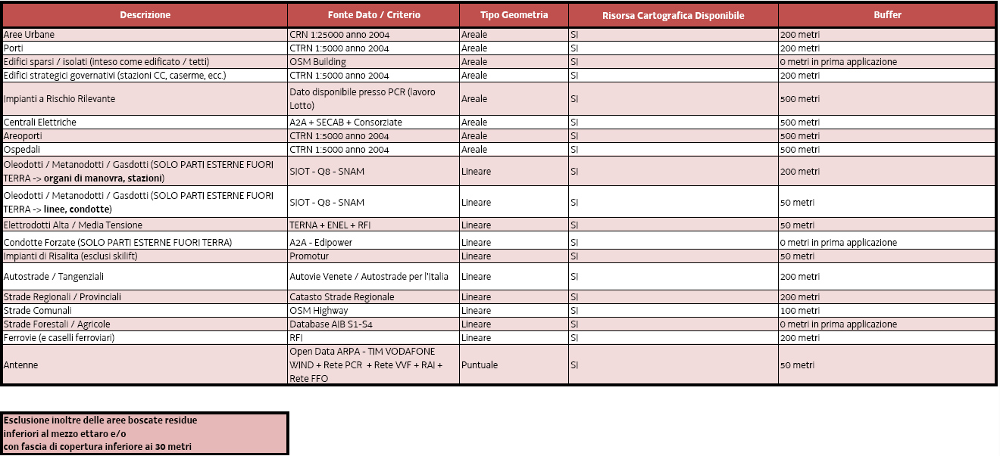 Descrizione Fonte Dato / Criterio Tipo Geometria Risorsa Cartografica Disponibile Buffer
Aree Urbane CRN 1:25000 anno 2004 Areale SI 200 metri
Porti CTRN 1:5000 anno 2004 Areale SI 200 metri
Edifici sparsi / isolati (inteso come edificato / tetti) OSM Building Areale SI 0 metri in prima applicazione
Edifici strategici governativi (stazioni CC, caserme, ecc.) CTRN 1:5000 anno 2004 Areale SI 200 metri
Impianti a Rischio Rilevante Dato disponibile presso PCR (lavoro
Lotto) Areale SI 500 metri
Centrali Elettriche A2A + SECAB + Consorziate Areale SI 500 metri
Areoporti CTRN 1:5000 anno 2004 Areale SI 500 metri
Ospedali CTRN 1:5000 anno 2004 Areale SI 500 metri
Oleodotti / Metanodotti / Gasdotti (SOLO PARTI ESTERNE FUORI
TERRA -> organi di manovra, stazioni) SIOT - Q8 - SNAM Lineare SI 200 metri
Oleodotti / Metanodotti / Gasdotti (SOLO PARTI ESTERNE FUORI
TERRA -> linee, condotte) SIOT - Q8 - SNAM Lineare SI 50 metri
Elettrodotti Alta / Media Tensione TERNA + ENEL + RFI Lineare SI 50 metri
Condotte Forzate (SOLO PARTI ESTERNE FUORI TERRA) A2A - Edipower Lineare SI 0 metri in prima applicazione
Impianti di Risalita (esclusi skilift) Promotur Lineare SI 50 metri
Autostrade / Tangenziali Autovie Venete / Autostrade per l'Italia Lineare SI 200 metri
Strade Regionali / Provinciali Catasto Strade Regionale Lineare SI 200 metri
Strade Comunali OSM Highway Lineare SI 100 metri
Strade Forestali / Agricole Database AIB S1-S4 Lineare SI 0 metri in prima applicazione
Ferrovie (e caselli ferroviari) RFI Lineare SI 200 metri
Antenne Open Data ARPA - TIM VODAFONE
WIND + Rete PCR + Rete VVF + RAI +
Rete FFO Puntuale SI 50 metri
Esclusione inoltre delle aree boscate residue
inferiori al mezzo ettaro e/o
con fascia di copertura inferiore ai 30 metri